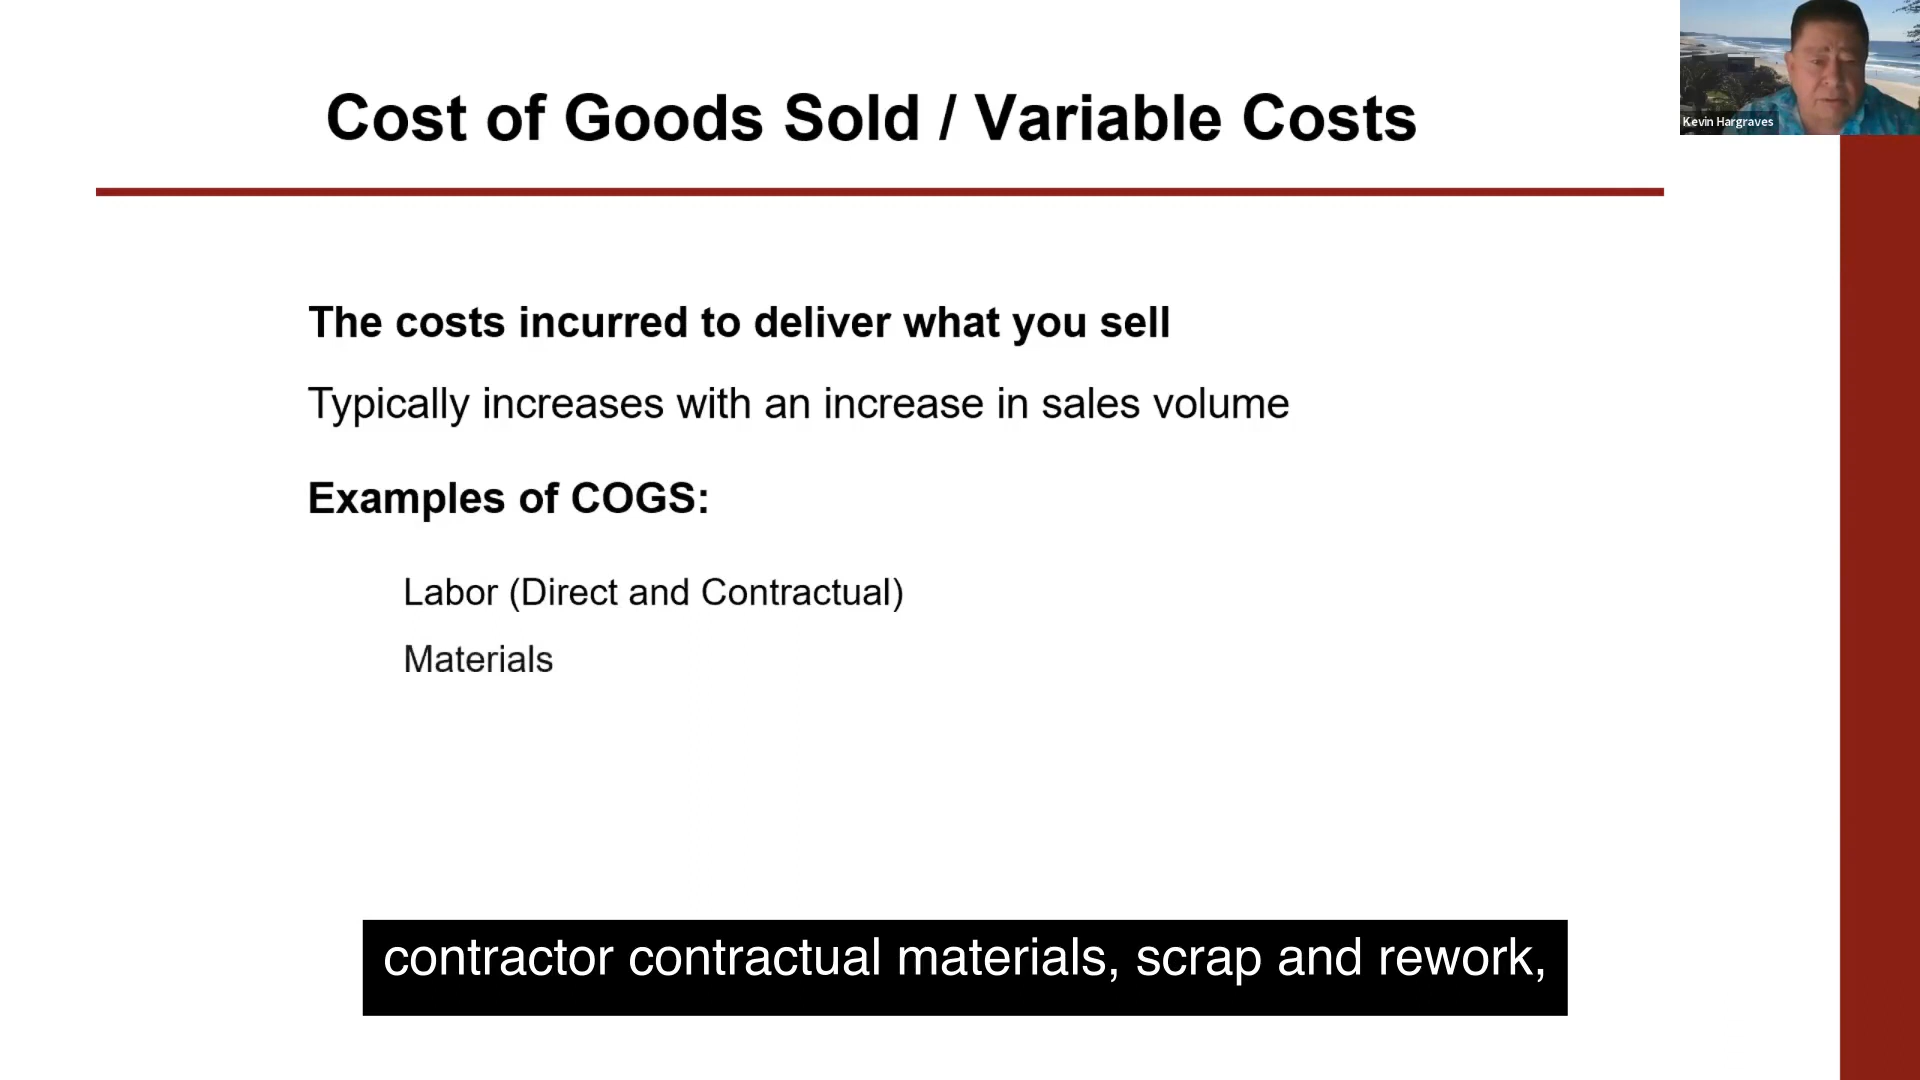 Cost of Goods Sold / Variable Costs
Kevin Hargraves
The costs incurred to deliver what you sell
Typically increases with an increase in sales volume
Examples of COGS:
Labor (Direct and Contractual)
Materials
contractor contractual materials, scrap and rework,